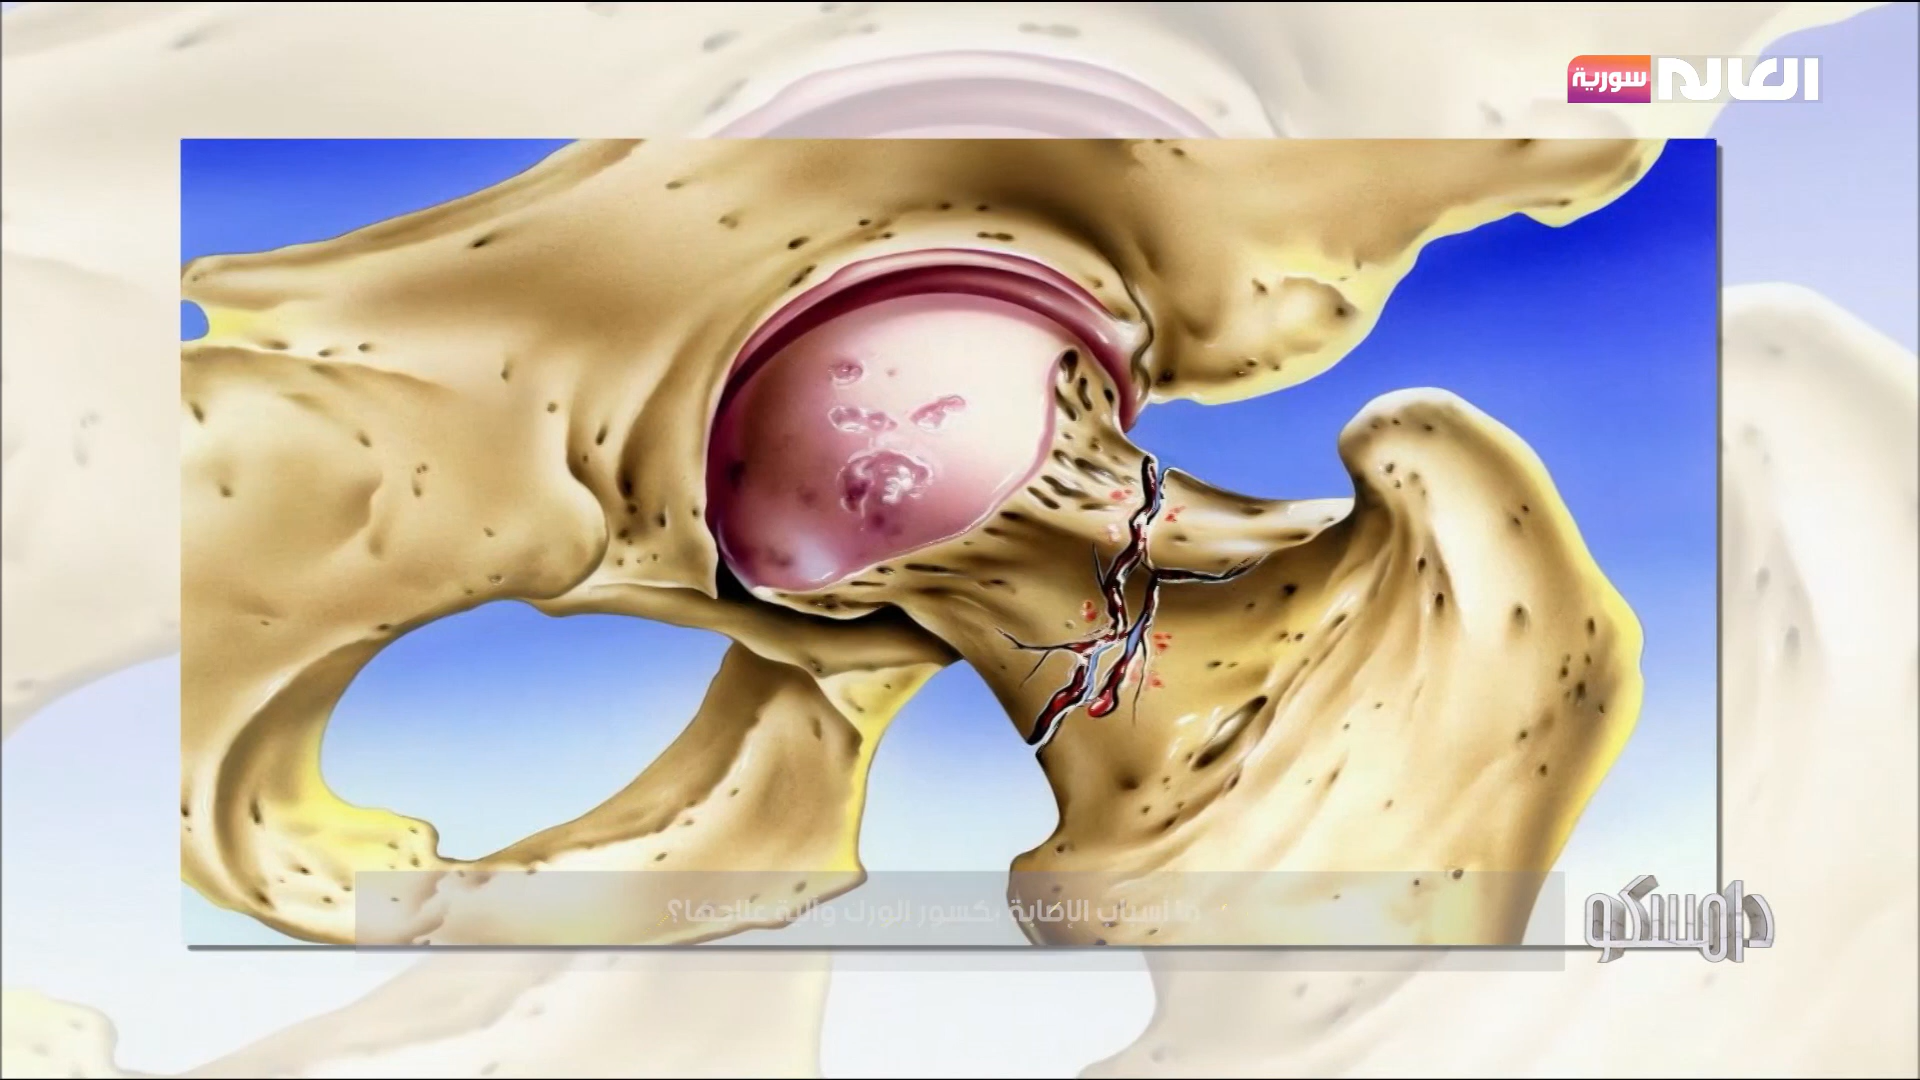 العالم سورية
ما أسباب الإصابة بكسور الورك وآلية علاجها؟
دامسكو